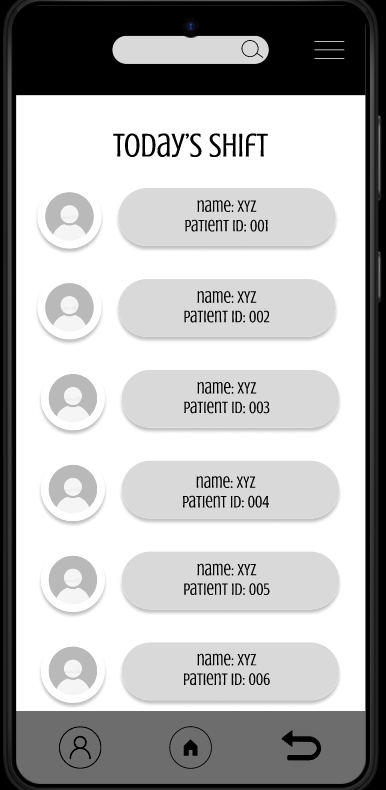 Today's Shift
name: XYZ
Patient ID: 001
name: XYZ
Patient ID: 002
name: XYZ
Patient ID: 003
name: XYZ
Patient ID: 004
name: XYZ
Patient ID: 005
name: XYZ
Patient ID: 006